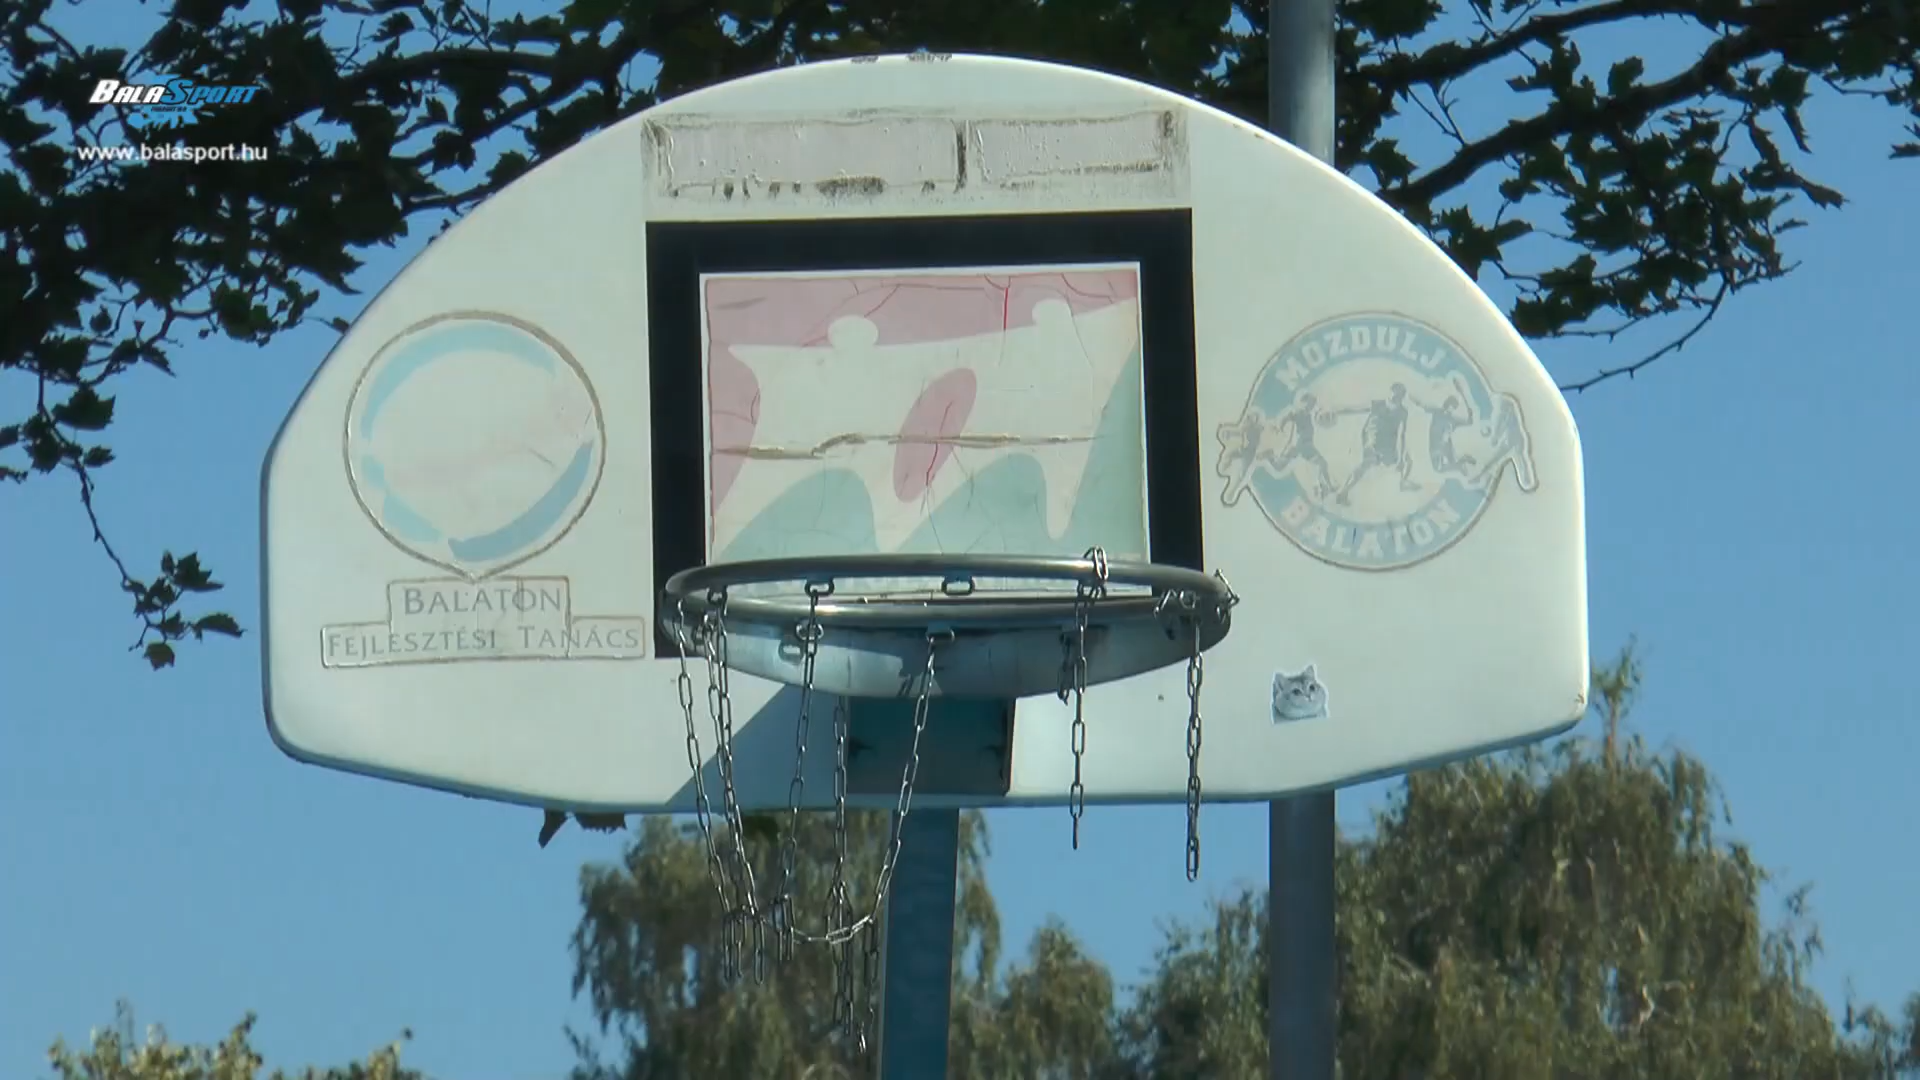 BALASPORT
www.balasport.hu
MOZDULJ
BALATON
BALATON
FEJLESZTÉSI TANÁCS